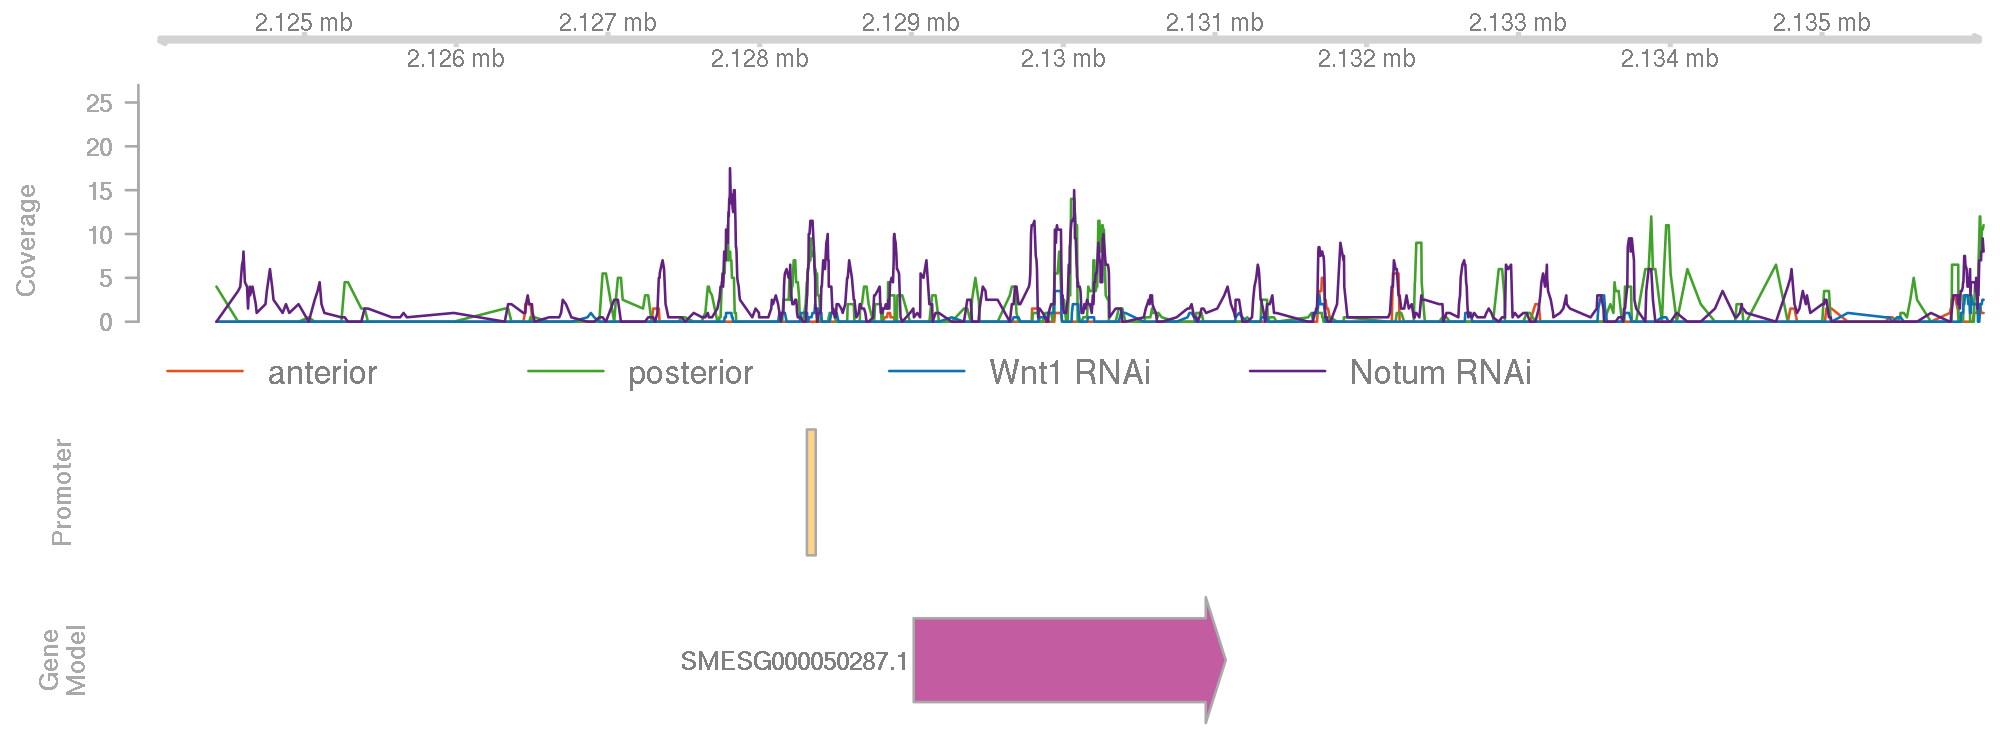 2.125 mb 2.127 mb 2.129 mb 2.131 mb 2.133 mb 2.135 mb
2.126 mb 2.128 mb 2.13 mb 2.132 mb 2.134 mb
25
20
15
10
5
0
Coverage
anterior posterior Wnt1 RNAi Notum RNAi
Promoter
Gene
Model
SMESG000050287.1